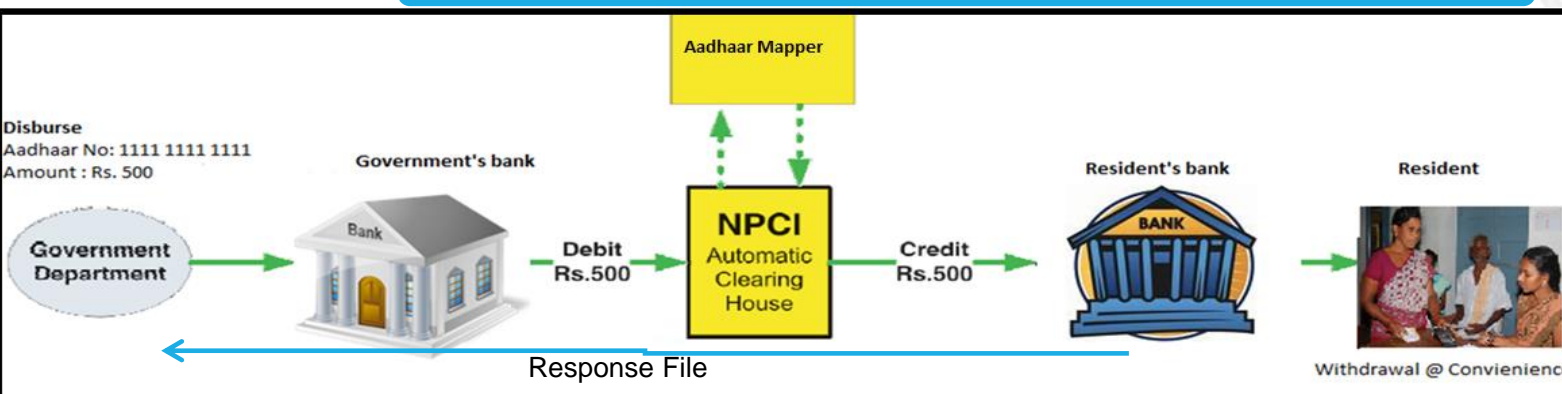 Aadhaar Mapper
Disburse
Aadhaar No: 1111 1111 1111
Amount : Rs. 500
Government's bank
Resident's bank
Resident
Government
Department
Bank
Debit
Rs.500
NPCI
Automatic
Clearing
House
Credit
Rs.500
BANK
Response File
Withdrawal @ Convienienc